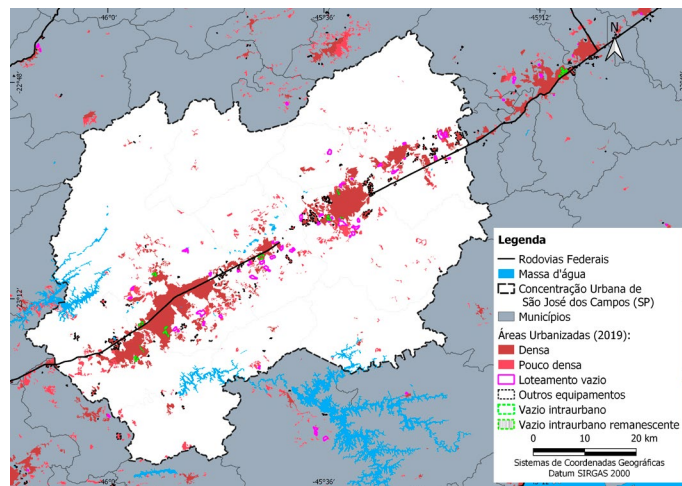 -46°0'
-45°36'
-45°12'
N
-22°48'
-23°12'
Legenda
Rodovias Federais
Massa d'água
Concentração Urbana de
São José dos Campos (SP)
Municípios
Áreas Urbanizadas (2019):
Densa
Pouco densa
Loteamento vazio
Outros equipamentos
Vazio intraurbano
Vazio intraurbano remanescente
0 10 20 km
Sistemas de Coordenadas Geográficas
Datum SIRGAS 2000
-46°0'
-45°36'